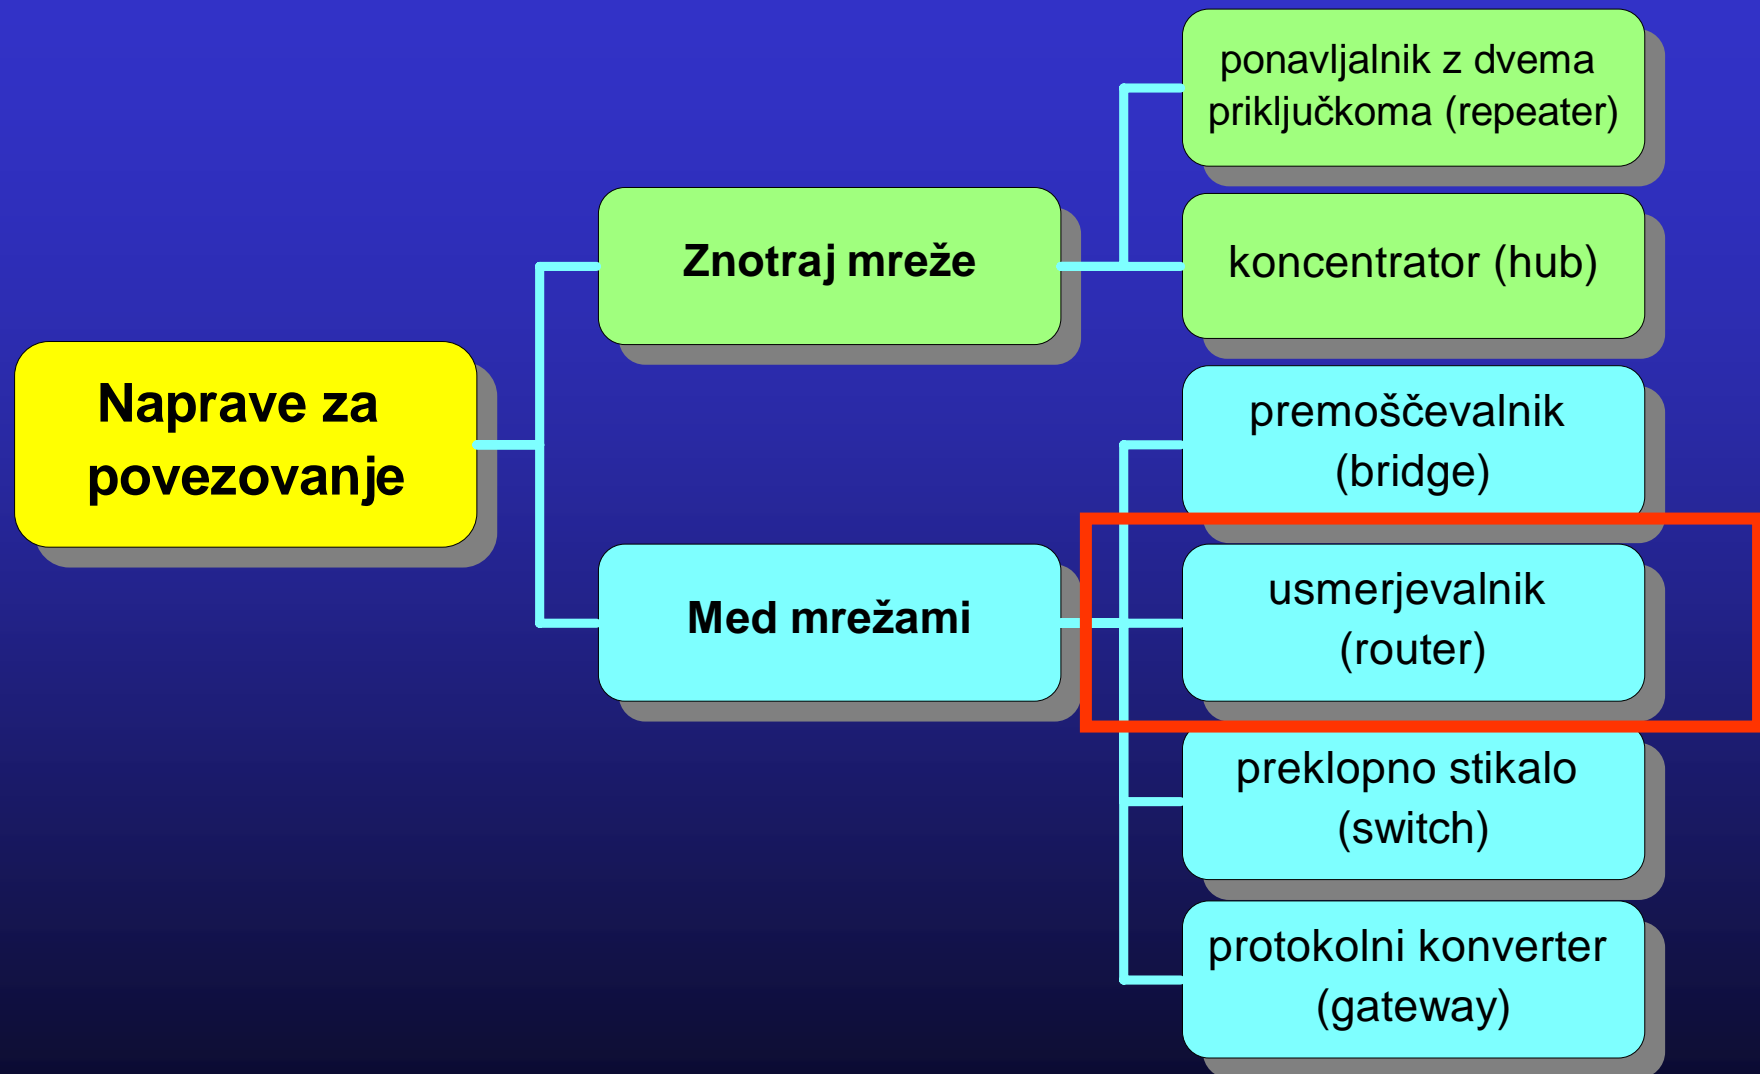 Naprave za
povezovanje
Znotraj mreže
ponavljalnik z dvema
priključkoma (repeater)
koncentrator (hub)
Med mrežami
premoščevalnik
(bridge)
usmerjevalnik
(router)
preklopno stikalo
(switch)
protokolni konverter
(gateway)